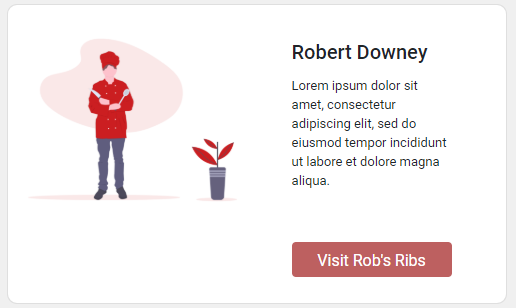 Robert Downey
Lorem ipsum dolor sit
amet, consectetur
adipiscing elit, sed do
eiusmod tempor incididunt
ut labore et dolore magna
aliqua.
Visit Rob's Ribs